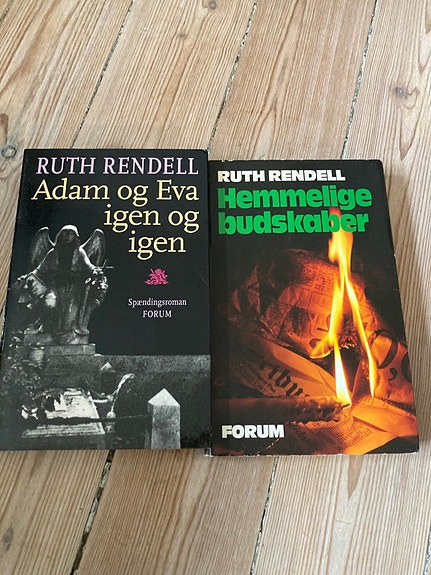 RUTH RENDELL
Adam og Eva
igen og
igen
Spændingsroman
FORUM
RUTH RENDELL
Hemmelige
budskaber
FORUM